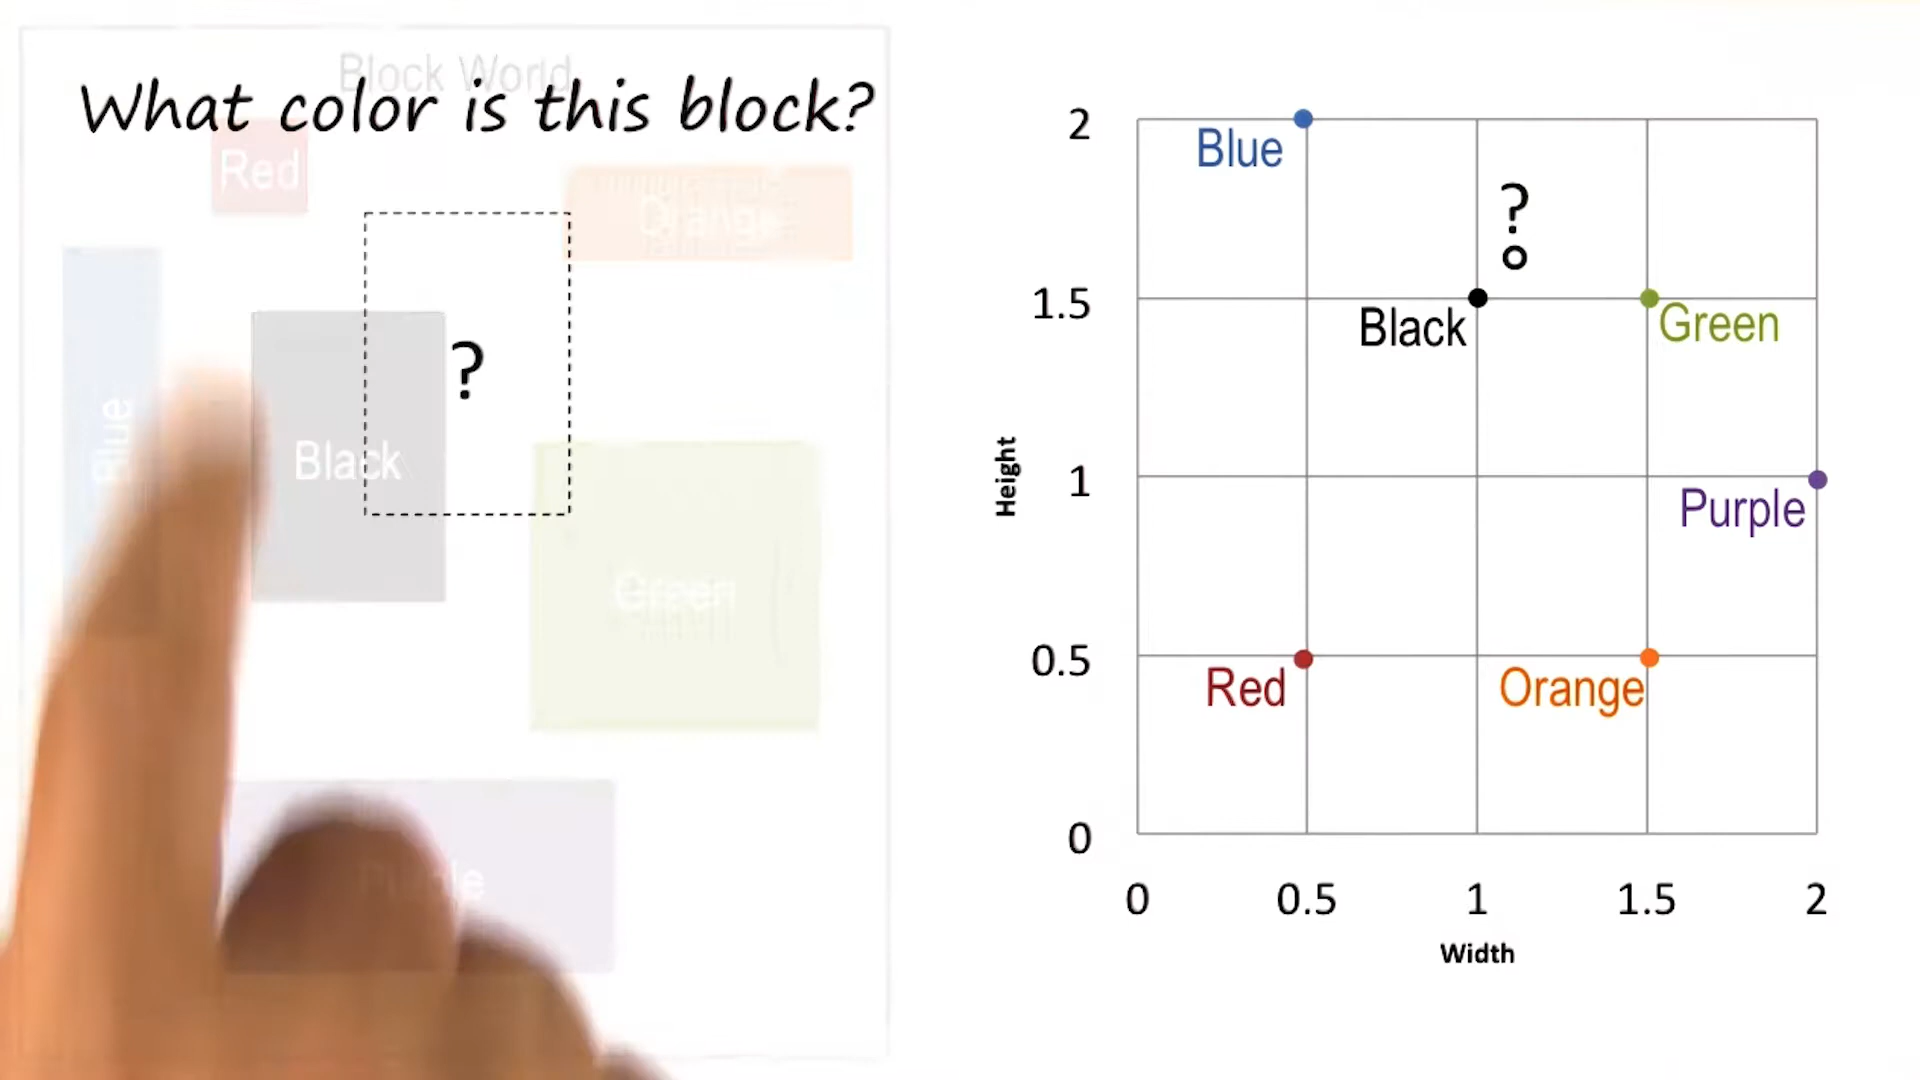 Block World
What color is this block?
Red
Orange
Blue
Black
?
Green
Purple
2
1.5
1
0.5
0
Height
Blue
?
Black
Green
Purple
Red
Orange
0 0.5 1 1.5 2
Width